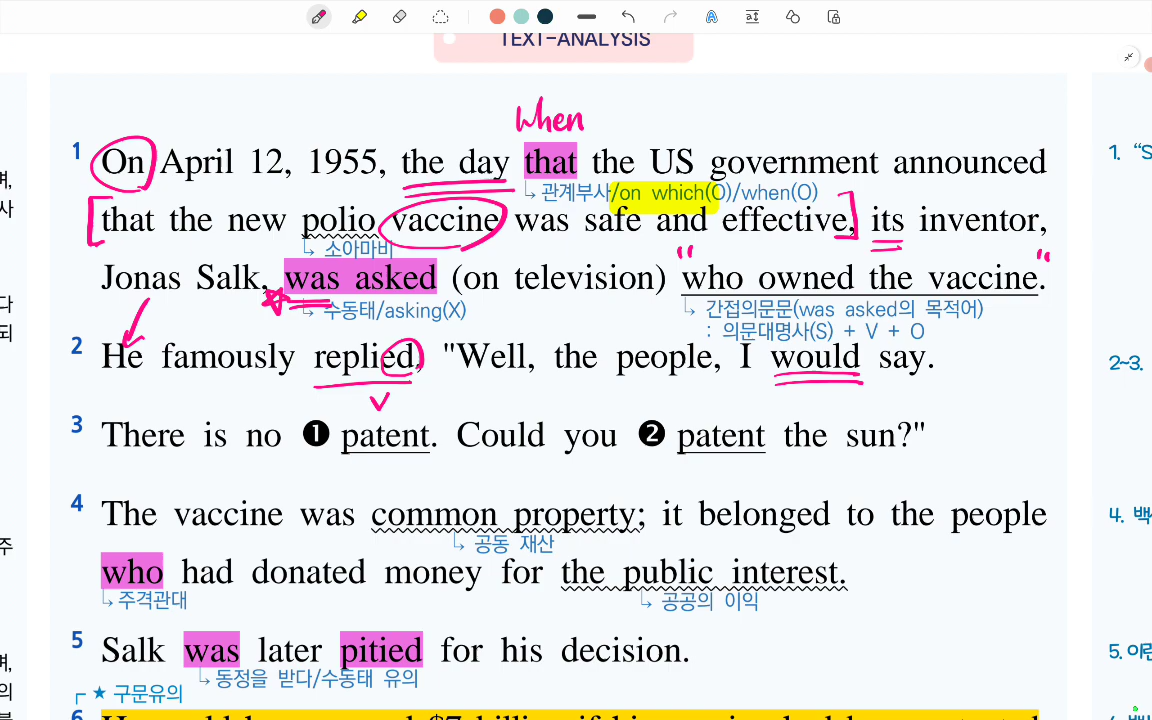 TEXT-ANALYSIS
When
1 On April 12, 1955, the day that the US government announced
↳ 관계부사/on which(O)/when(O)
[that the new polio vaccine was safe and effective,] its inventor,
↳ 소아마비
Jonas Salk, was asked (on television) "who owned the vaccine."
↳ 수동태/asking(X)
↳ 간접의문문(was asked의 목적어)
: 의문대명사(S) + V + O
2 He famously replied, "Well, the people, I would say.
V
3 There is no ❶ patent. Could you ❷ patent the sun?"
4 The vaccine was common property; it belonged to the people
↳ 공동 재산
who had donated money for the public interest.
↳ 주격관대
↳ 공공의 이익
5 Salk was later pitied for his decision.
↳ 동정을 받다/수동태 유의
★ 구문유의
며,
사
다
되
주
며,
의
1. "S
2~3.
4. 백
5. 이런